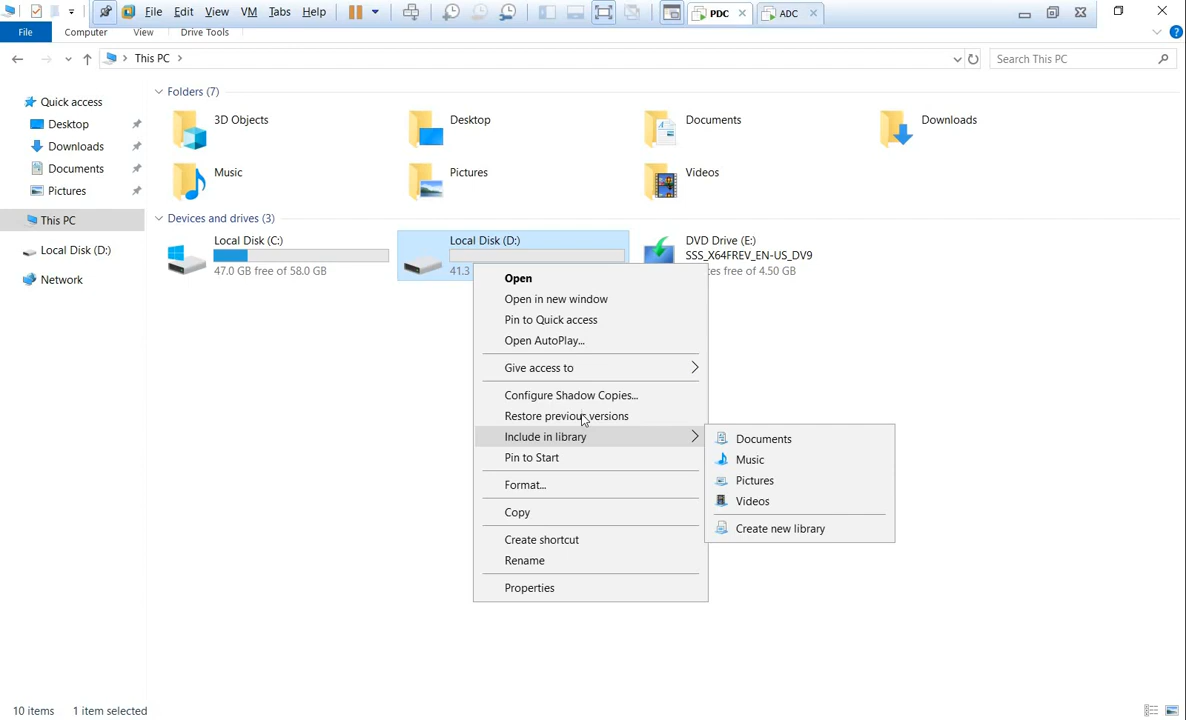 File Edit View VM Tabs Help PDC ADC
File Computer View Drive Tools
This PC
Search This PC
Quick access
Desktop
Downloads
Documents
Pictures
This PC
Local Disk (D:)
Network
Folders (7)
3D Objects
Desktop
Documents
Downloads
Music
Pictures
Videos
Devices and drives (3)
Local Disk (C:)
47.0 GB free of 58.0 GB
Local Disk (D:)
41.3
DVD Drive (E:)
SSS_X64FREV_EN-US_DV9
tes free of 4.50 GB
Open
Open in new window
Pin to Quick access
Open AutoPlay...
Give access to
Configure Shadow Copies...
Restore previous versions
Include in library
Pin to Start
Format...
Copy
Create shortcut
Rename
Properties
Documents
Music
Pictures
Videos
Create new library
10 items 1 item selected